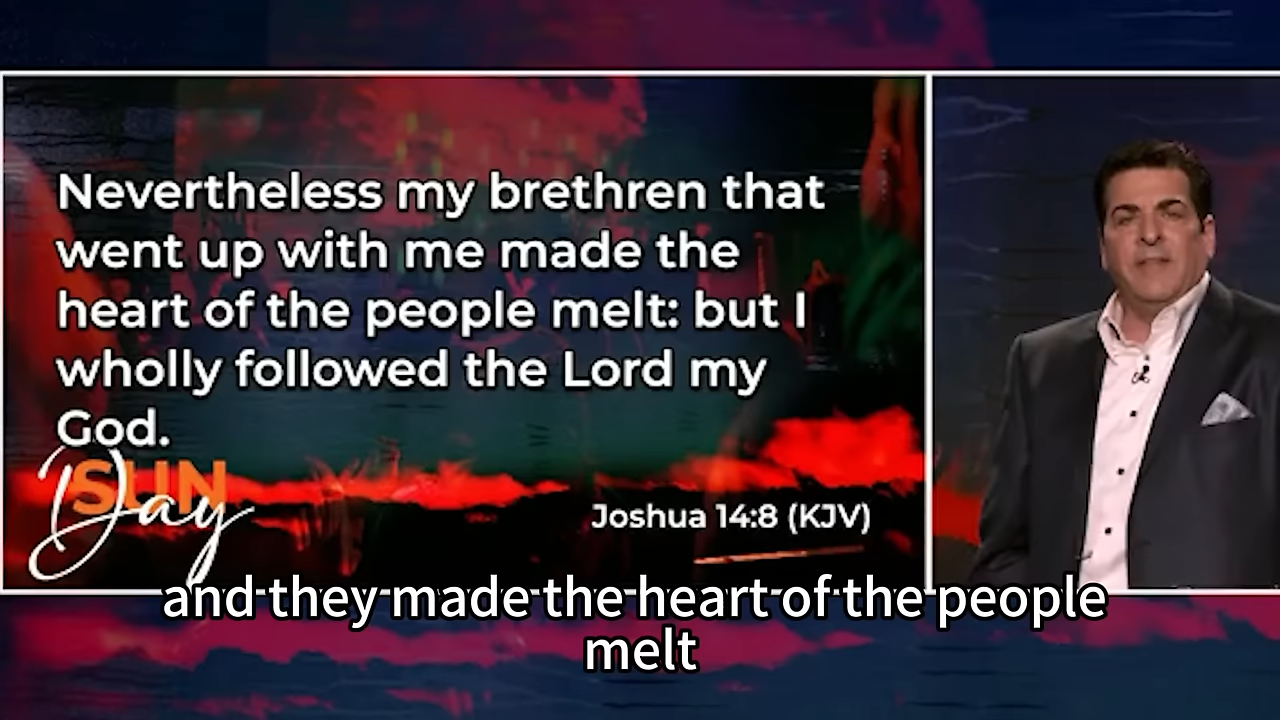 Nevertheless my brethren that
went up with me made the
heart of the people melt: but I
wholly followed the Lord my
God.
SUN
Day
Joshua 14:8 (KJV)
and they made the heart of the people
melt